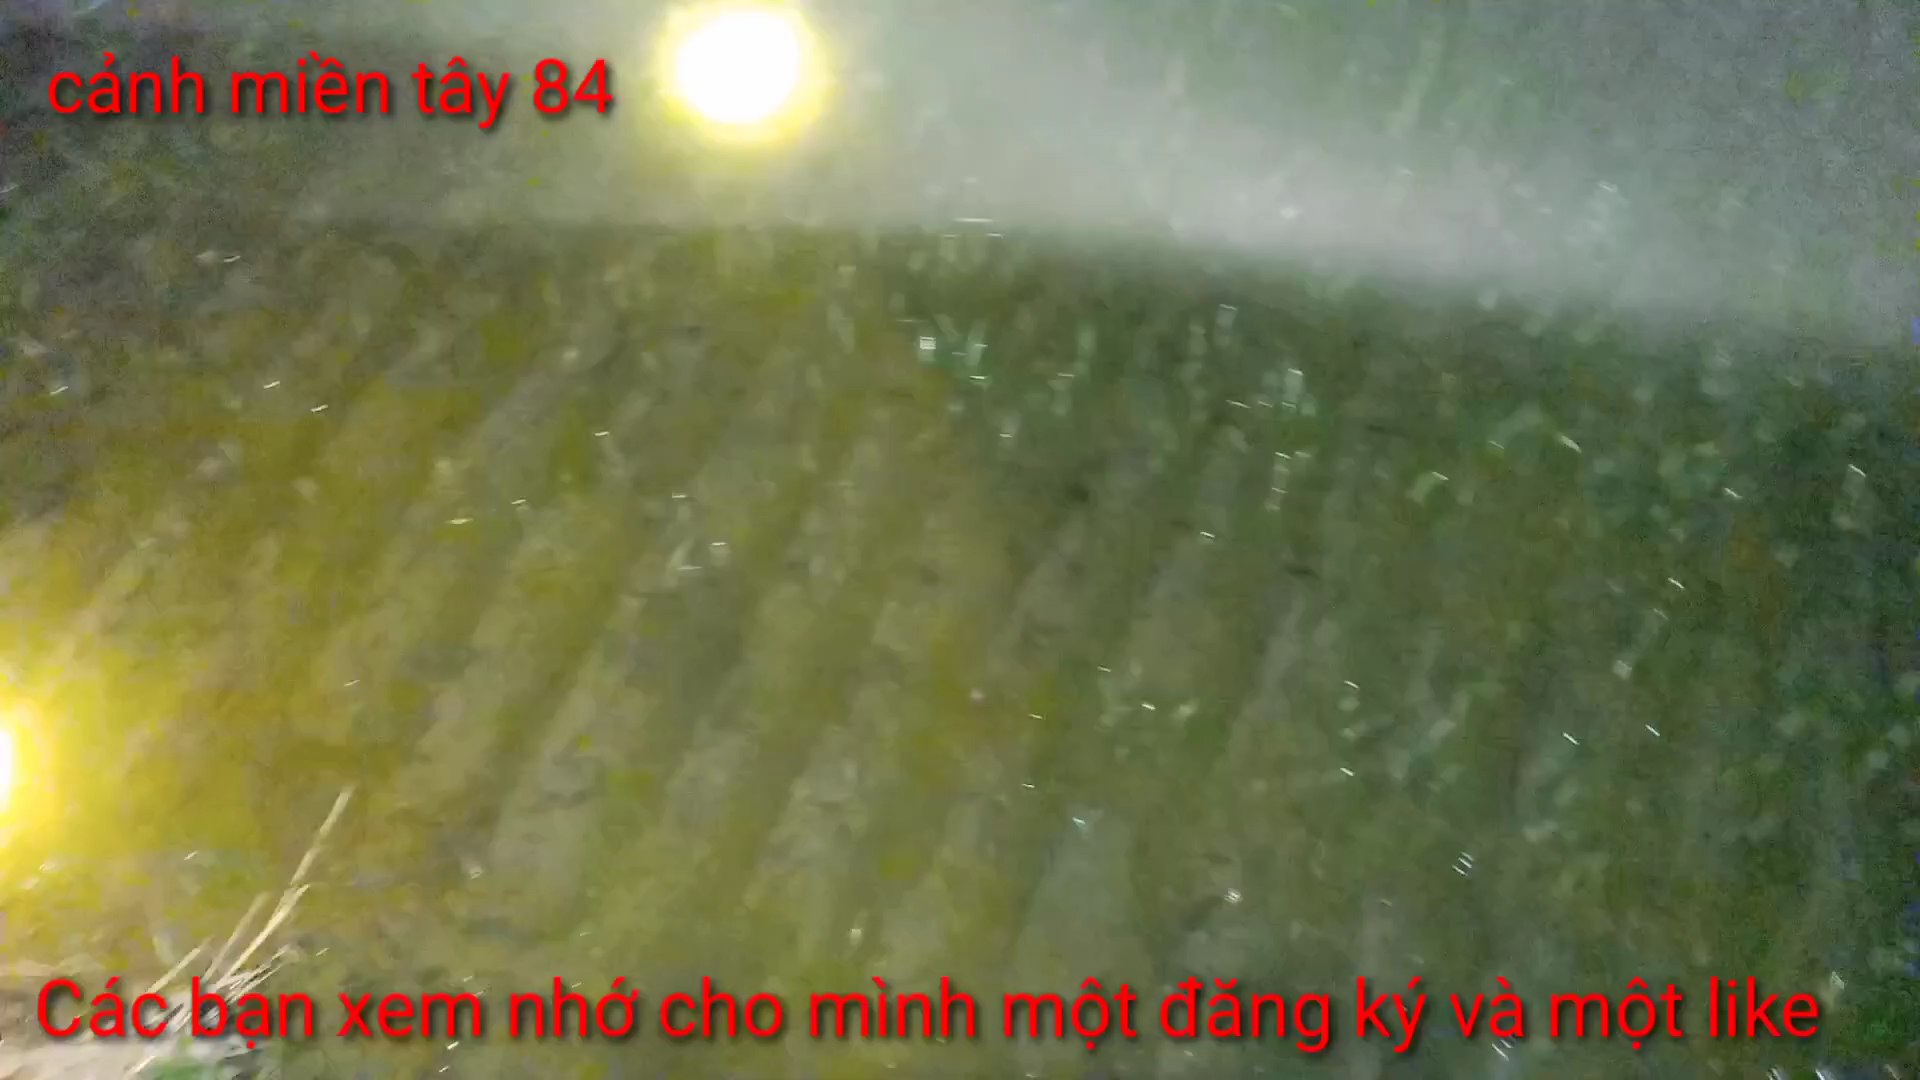 cảnh miền tây 84
Các bạn xem nhớ cho mình một đăng ký và một like